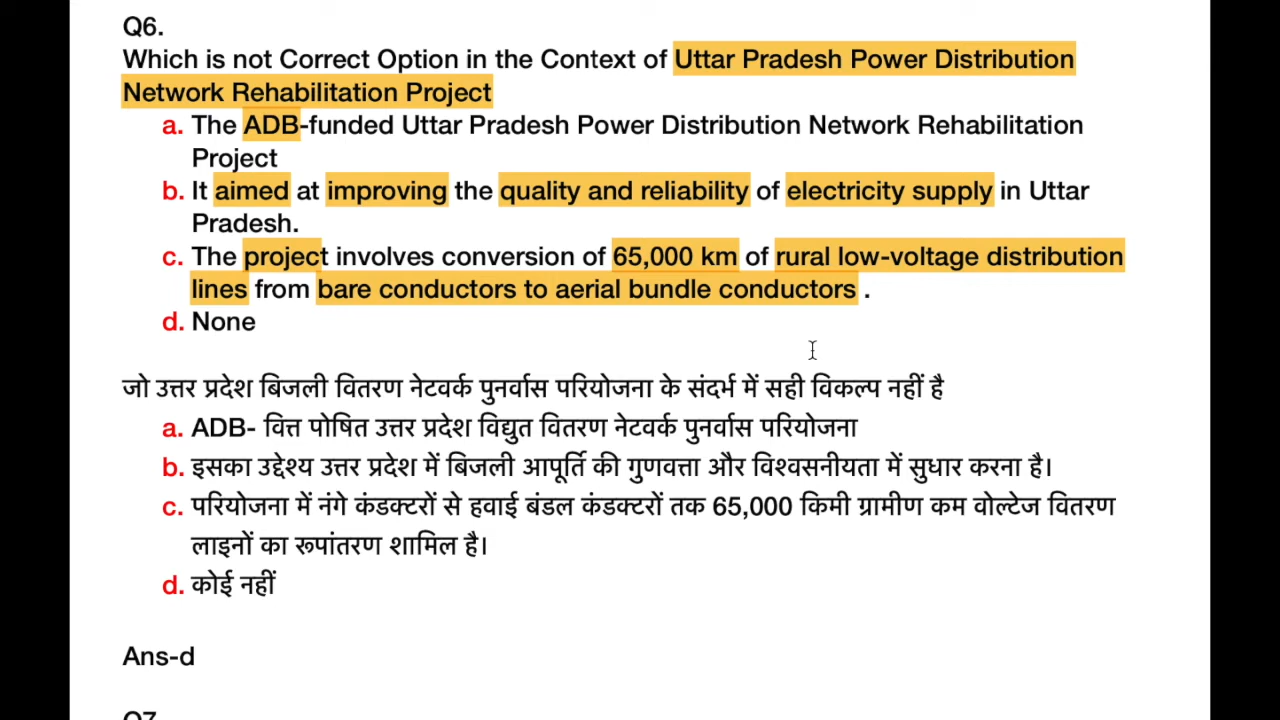 Q6.
Which is not Correct Option in the Context of Uttar Pradesh Power Distribution
Network Rehabilitation Project
a. The ADB-funded Uttar Pradesh Power Distribution Network Rehabilitation
Project
b. It aimed at improving the quality and reliability of electricity supply in Uttar
Pradesh.
c. The project involves conversion of 65,000 km of rural low-voltage distribution
lines from bare conductors to aerial bundle conductors .
d. None
जो उत्तर प्रदेश बिजली वितरण नेटवर्क पुनर्वास परियोजना के संदर्भ में सही विकल्प नहीं है
a. ADB- वित्त पोषित उत्तर प्रदेश विद्युत वितरण नेटवर्क पुनर्वास परियोजना
b. इसका उद्देश्य उत्तर प्रदेश में बिजली आपूर्ति की गुणवत्ता और विश्वसनीयता में सुधार करना है।
c. परियोजना में नंगे कंडक्टरों से हवाई बंडल कंडक्टरों तक 65,000 किमी ग्रामीण कम वोल्टेज वितरण
लाइनों का रूपांतरण शामिल है।
d. कोई नहीं
Ans-d
Q7